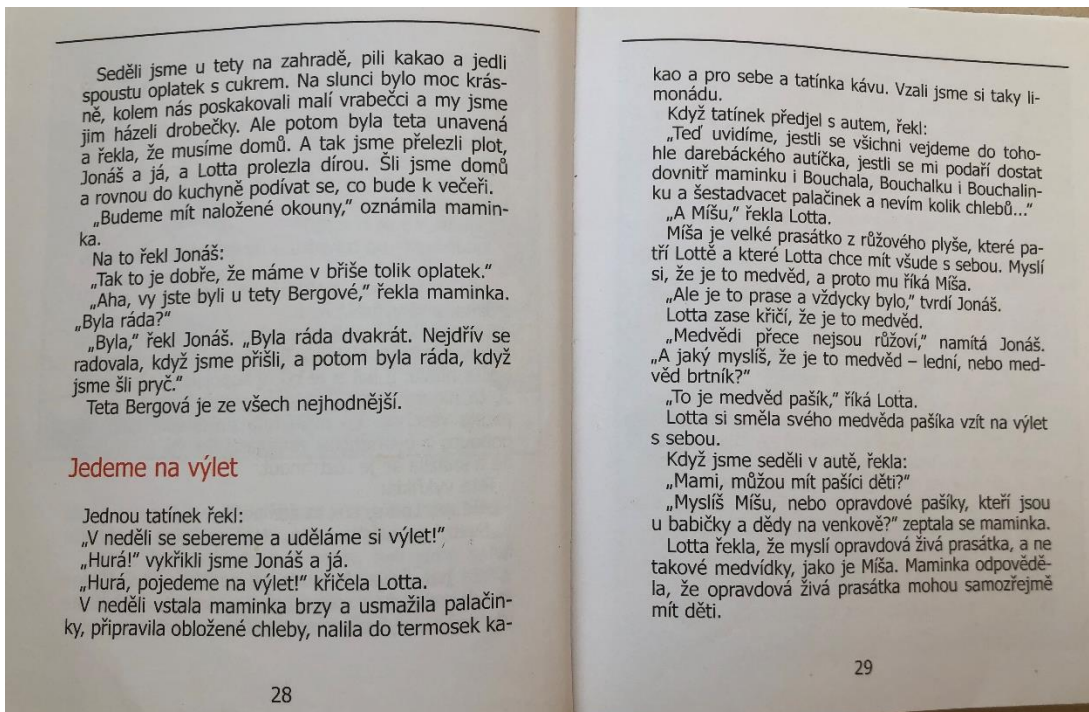 Seděli jsme u tety na zahradě, pili kakao a jedli
spoustu oplatek s cukrem. Na slunci bylo moc krás-
ně, kolem nás poskakovali malí vrabečci a my jsme
jim házeli drobečky. Ale potom byla teta unavená
a řekla, že musíme domů. A tak jsme přelezli plot,
Jonáš a já, a Lotta prolezla dírou. Šli jsme domů
a rovnou do kuchyně podívat se, co bude k večeři.
„Budeme mít naložené okouny,“ oznámila mamin-
ka.
Na to řekl Jonáš:
„Tak to je dobře, že máme v břiše tolik oplatek.“
„Aha, vy jste byli u tety Bergové,“ řekla maminka.
„Byla ráda?“
„Byla,“ řekl Jonáš. „Byla ráda dvakrát. Nejdřív se
radovala, když jsme přišli, a potom byla ráda, když
jsme šli pryč.“
Teta Bergová je ze všech nejhodnější.
Jedeme na výlet
Jednou tatínek řekl:
„V neděli se sebereme a uděláme si výlet!“
„Hurá!“ vykřikli jsme Jonáš a já.
„Hurá, pojedeme na výlet!“ křičela Lotta.
V neděli vstala maminka brzy a usmažila palačin-
ky, připravila obložené chleby, nalila do termosek ka-
28
kao a pro sebe a tatínka kávu. Vzali jsme si taky li-
monádu.
Když tatínek předjel s autem, řekl:
„Teď uvidíme, jestli se všichni vejdeme do toho-
hle darebáckého autíčka, jestli se mi podaří dostat
dovnitř maminku i Bouchala, Bouchalku i Bouchalin-
ku a šestadvacet palačinek a nevím kolik chlebů...“
„A Míšu,“ řekla Lotta.
Míša je velké prasátko z růžového plyše, které pa-
tří Lottě a které Lotta chce mít všude s sebou. Myslí
si, že je to medvěd, a proto mu říká Míša.
„Ale je to prase a vždycky bylo,“ tvrdí Jonáš.
Lotta zase křičí, že je to medvěd.
„Medvědi přece nejsou růžoví,“ namítá Jonáš.
„A jaký myslíš, že je to medvěd – lední, nebo med-
věd brtník?“
„To je medvěd pašík,“ říká Lotta.
Lotta si směla svého medvěda pašíka vzít na výlet
s sebou.
Když jsme seděli v autě, řekla:
„Mami, můžou mít pašíci děti?“
„Myslíš Míšu, nebo opravdové pašíky, kteří jsou
u babičky a dědy na venkově?“ zeptala se maminka.
Lotta řekla, že myslí opravdová živá prasátka, a ne
takové medvídky, jako je Míša. Maminka odpovědě-
la, že opravdová živá prasátka mohou samozřejmě
mít děti.
29